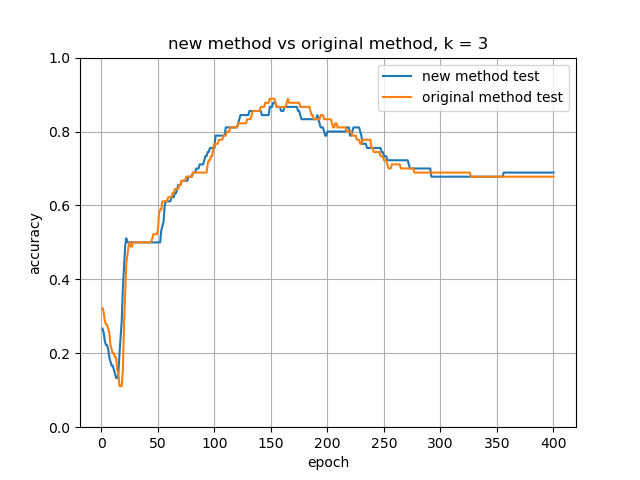 new method vs original method, k = 3
new method test
original method test
accuracy
1.0
0.8
0.6
0.4
0.2
0.0
0 50 100 150 200 250 300 350 400
epoch